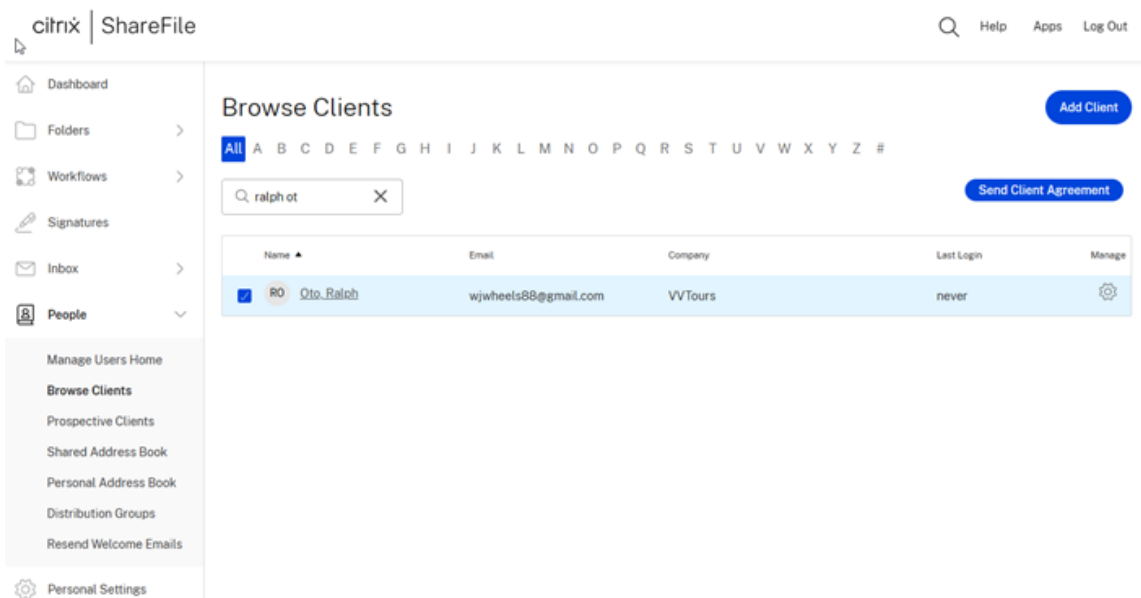 citrix | ShareFile
Help Apps Log Out
Dashboard
Folders
Workflows
Signatures
Inbox
People
Manage Users Home
Browse Clients
Prospective Clients
Shared Address Book
Personal Address Book
Distribution Groups
Resend Welcome Emails
Personal Settings
Browse Clients
Add Client
All A B C D E F G H I J K L M N O P Q R S T U V W X Y Z #
ralph ot
Send Client Agreement
Name Email Company Last Login Manage
RO Oto, Ralph wjwheels88@gmail.com VVTours never